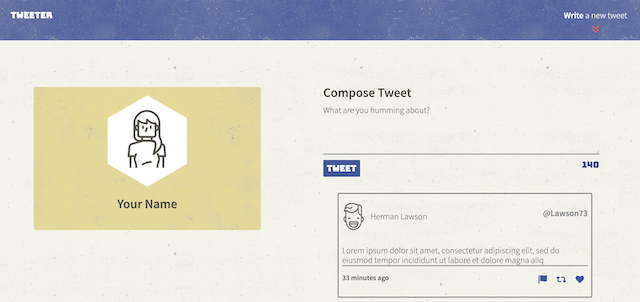 TWEETER
Write a new tweet
Your Name
Compose Tweet
What are you humming about?
TWEET
140
Herman Lawson
@Lawson73
Lorem ipsum dolor sit amet, consectetur adipiscing elit, sed do
eiusmod tempor incididunt ut labore et dolore magna aliq
33 minutes ago